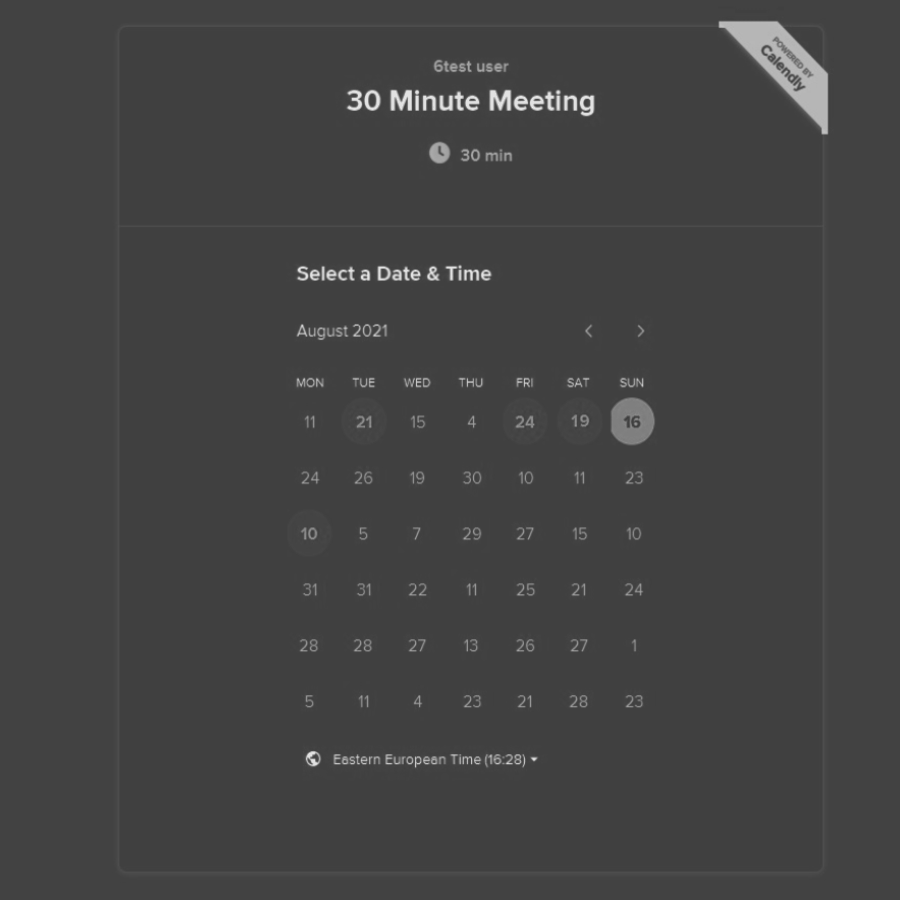 POWERED BY
Calendly
6test user
30 Minute Meeting
30 min
Select a Date & Time
August 2021
MON TUE WED THU FRI SAT SUN
11 21 15 4 24 19 16
24 26 19 30 10 11 23
10 5 7 29 27 15 10
31 31 22 11 25 21 24
28 28 27 13 26 27 1
5 11 4 23 21 28 23
Eastern European Time (16:28)